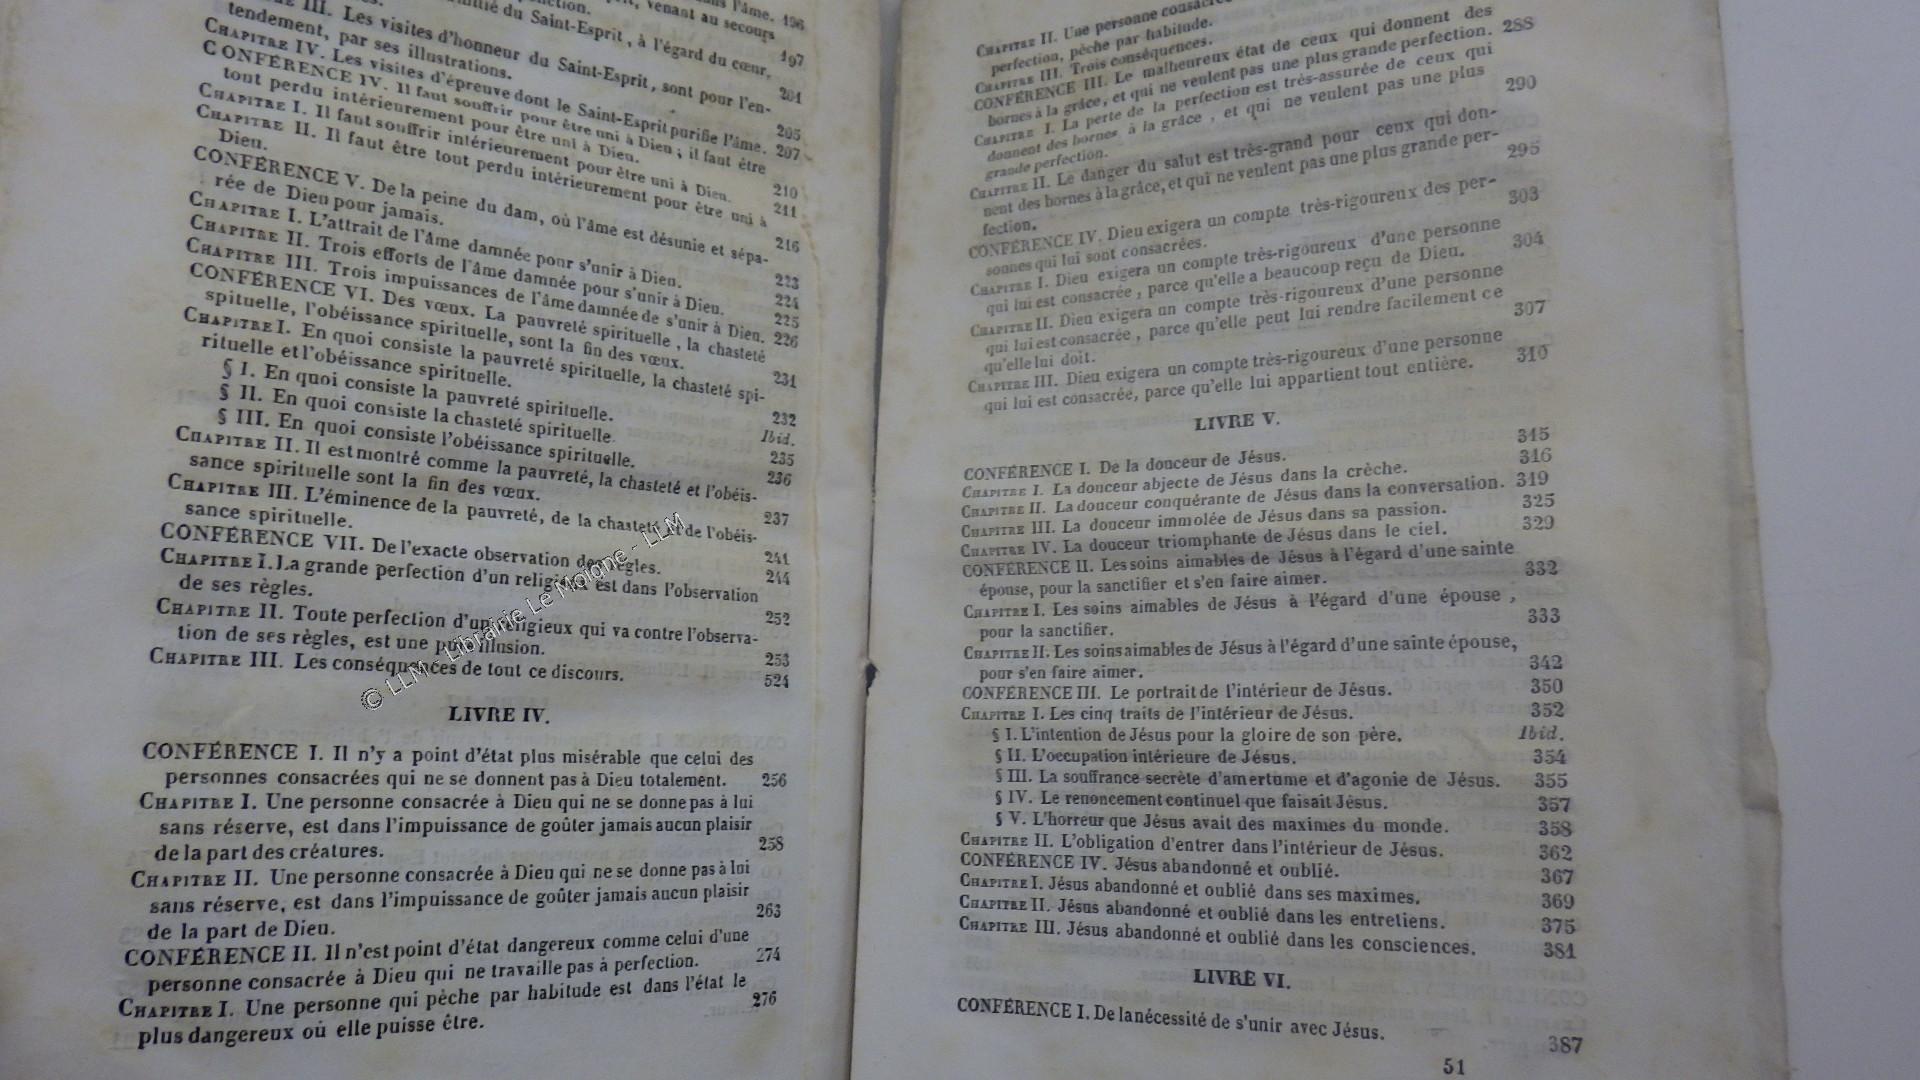 dans l'âme. 196
venant au secours
du Saint-Esprit, à l'égard du cœur. 197
III. Les visites d'honneur du Saint-Esprit, sont pour l'en-
tendement, par ses illustrations. 201
CHAPITRE IV. Les visites d'épreuve dont le Saint-Esprit purifie l'âme. 205
CONFÉRENCE IV. Il faut souffrir pour être uni à Dieu ; il faut être
tout perdu intérieurement pour être uni à Dieu. 207
CHAPITRE I. Il faut souffrir intérieurement pour être uni à Dieu. 210
CHAPITRE II. Il faut être tout perdu intérieurement pour être uni à
Dieu. 211
CONFÉRENCE V. De la peine du dam, où l'âme est désunie et sépa-
rée de Dieu pour jamais. 216
CHAPITRE I. L'attrait de l'âme damnée pour s'unir à Dieu. 223
CHAPITRE II. Trois efforts de l'âme damnée pour s'unir à Dieu. 224
CHAPITRE III. Trois impuissances de l'âme damnée de s'unir à Dieu. 225
CONFÉRENCE VI. Des vœux. La pauvreté spirituelle, la chasteté
spituelle, l'obéissance spirituelle, sont la fin des vœux. 226
CHAPITRE I. En quoi consiste la pauvreté spirituelle, la chasteté spi-
rituelle et l'obéissance spirituelle. 231
§ I. En quoi consiste la pauvreté spirituelle. 232
§ II. En quoi consiste la chasteté spirituelle. Ibid.
§ III. En quoi consiste l'obéissance spirituelle. 235
CHAPITRE II. Il est montré comme la pauvreté, la chasteté et l'obéis-
sance spirituelle sont la fin des vœux. 236
CHAPITRE III. L'éminence de la pauvreté, de la chasteté et de l'obéis-
sance spirituelle. 237
CONFÉRENCE VII. De l'exacte observation des règles. 241
CHAPITRE I. La grande perfection d'un religieux est dans l'observation
de ses règles. 244
CHAPITRE II. Toute perfection d'un religieux qui va contre l'observa-
tion de ses règles, est une pure illusion. 252
CHAPITRE III. Les conséquences de tout ce discours. 253
524
LIVRE IV.
CONFÉRENCE I. Il n'y a point d'état plus misérable que celui des
personnes consacrées qui ne se donnent pas à Dieu totalement. 256
CHAPITRE I. Une personne consacrée à Dieu qui ne se donne pas à lui
sans réserve, est dans l'impuissance de goûter jamais aucun plaisir
de la part des créatures. 258
CHAPITRE II. Une personne consacrée à Dieu qui ne se donne pas à lui
sans réserve, est dans l'impuissance de goûter jamais aucun plaisir
de la part de Dieu. 263
CONFÉRENCE II. Il n'est point d'état dangereux comme celui d'une
personne consacrée à Dieu qui ne travaille pas à perfection. 274
CHAPITRE I. Une personne qui pèche par habitude est dans l'état le
plus dangereux où elle puisse être. 276
© LLM - Librairie Le Moigne - LLM
CHAPITRE II. Une personne consacrée
perfection, pèche par habitude.
CHAPITRE III. Trois conséquences.
CONFÉRENCE III. Le malheureux état de ceux qui donnent des
bornes à la grâce, et qui ne veulent pas une plus grande perfection. 288
CHAPITRE I. La perte de la perfection est très-assurée de ceux qui
donnent des bornes à la grâce, et qui ne veulent pas une plus
grande perfection. 290
CHAPITRE II. Le danger du salut est très-grand pour ceux qui don-
nent des bornes à la grâce, et qui ne veulent pas une plus grande per-
fection. 295
CONFÉRENCE IV. Dieu exigera un compte très-rigoureux des per-
sonnes qui lui sont consacrées. 303
CHAPITRE I. Dieu exigera un compte très-rigoureux d'une personne
qui lui est consacrée, parce qu'elle a beaucoup reçu de Dieu. 304
CHAPITRE II. Dieu exigera un compte très-rigoureux d'une personne
qui lui est consacrée, parce qu'elle peut lui rendre facilement ce
qu'elle lui doit. 307
CHAPITRE III. Dieu exigera un compte très-rigoureux d'une personne
qui lui est consacrée, parce qu'elle lui appartient tout entière. 310
LIVRE V.
CONFÉRENCE I. De la douceur de Jésus. 315
CHAPITRE I. La douceur abjecte de Jésus dans la crèche. 316
CHAPITRE II. La douceur conquérante de Jésus dans la conversation. 319
CHAPITRE III. La douceur immolée de Jésus dans sa passion. 325
CHAPITRE IV. La douceur triomphante de Jésus dans le ciel. 329
CONFÉRENCE II. Les soins aimables de Jésus à l'égard d'une sainte
épouse, pour la sanctifier et s'en faire aimer. 332
CHAPITRE I. Les soins aimables de Jésus à l'égard d'une épouse,
pour la sanctifier. 333
CHAPITRE II. Les soins aimables de Jésus à l'égard d'une sainte épouse,
pour s'en faire aimer. 342
CONFÉRENCE III. Le portrait de l'intérieur de Jésus. 350
CHAPITRE I. Les cinq traits de l'intérieur de Jésus. 352
§ I. L'intention de Jésus pour la gloire de son père. Ibid.
§ II. L'occupation intérieure de Jésus. 354
§ III. La souffrance secrète d'amertume et d'agonie de Jésus. 355
§ IV. Le renoncement continuel que faisait Jésus. 357
§ V. L'horreur que Jésus avait des maximes du monde. 358
CHAPITRE II. L'obligation d'entrer dans l'intérieur de Jésus. 362
CONFÉRENCE IV. Jésus abandonné et oublié. 367
CHAPITRE I. Jésus abandonné et oublié dans ses maximes. 369
CHAPITRE II. Jésus abandonné et oublié dans les entretiens. 375
CHAPITRE III. Jésus abandonné et oublié dans les consciences. 381
LIVRE VI.
CONFÉRENCE I. De la nécessité de s'unir avec Jésus. 387
51